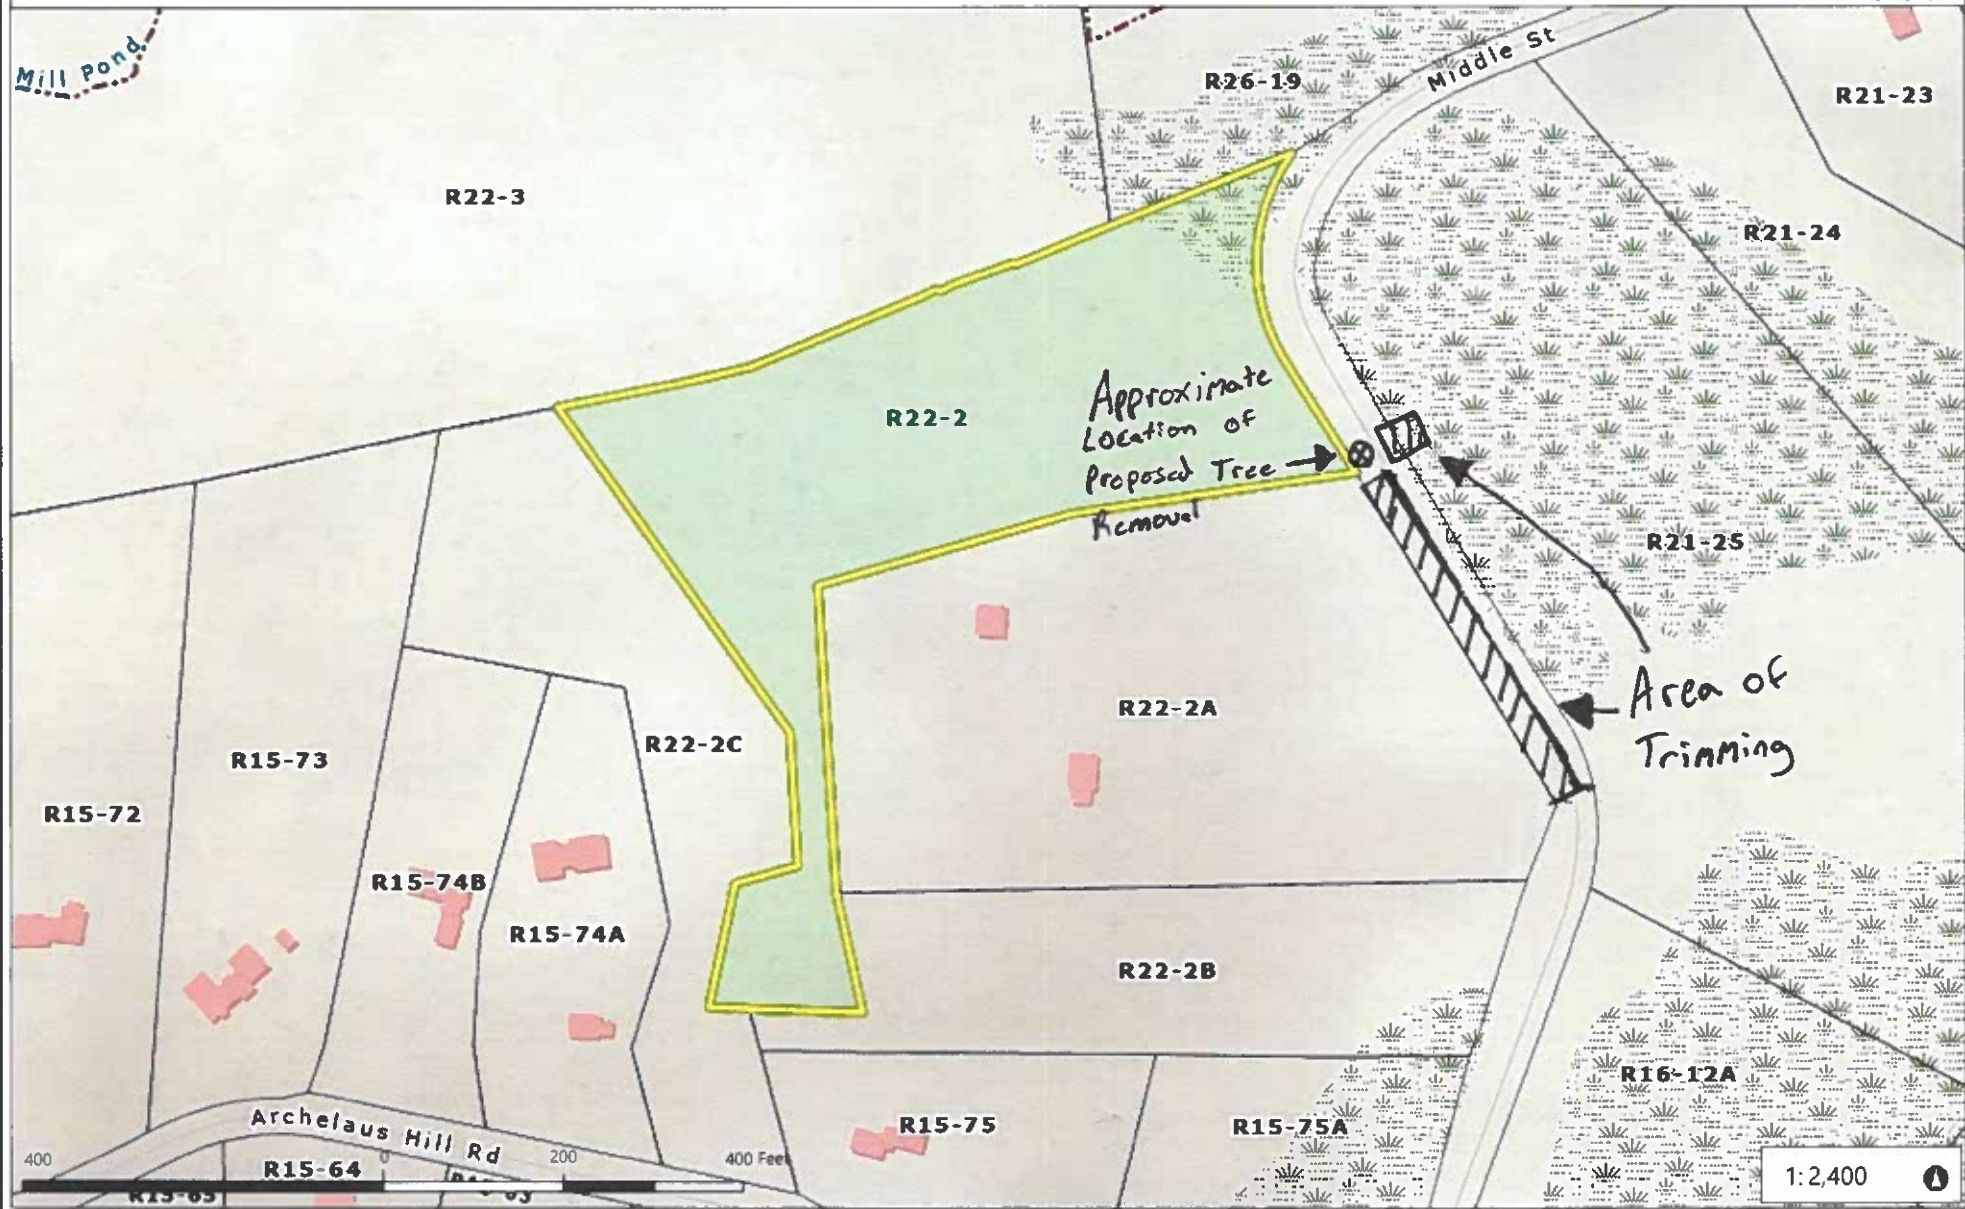 Mill Pond
Middle St
R26-19
R21-23
R22-3
R21-24
Approximate
Location of
Proposed Tree
Removal
R22-2
R21-25
Area of
Trimming
R22-2A
R22-2C
R15-73
R15-72
R15-74B
R15-74A
R22-2B
R16-12A
R15-75
R15-75A
Archelaus Hill Rd
400
0
200
400 Feet
R15-64
1:2,400